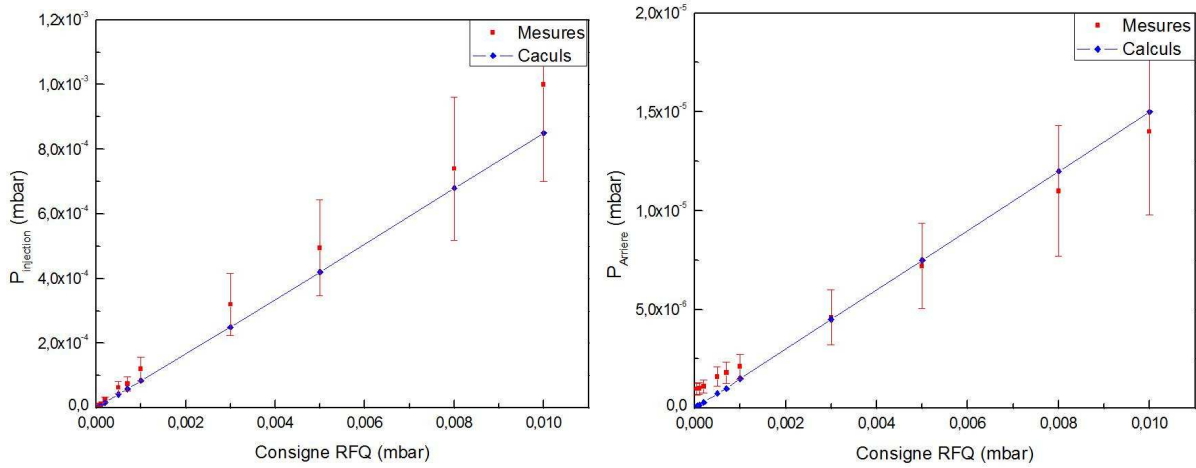 1,2x10⁻³
1,0x10⁻³
8,0x10⁻⁴
6,0x10⁻⁴
4,0x10⁻⁴
2,0x10⁻⁴
0,0
P_Injection (mbar)
Mesures
Caculs
0,000 0,002 0,004 0,006 0,008 0,010
Consigne RFQ (mbar)
2,0x10⁻⁵
1,5x10⁻⁵
1,0x10⁻⁵
5,0x10⁻⁶
0,0
P_Arriere (mbar)
Mesures
Calculs
0,000 0,002 0,004 0,006 0,008 0,010
Consigne RFQ (mbar)